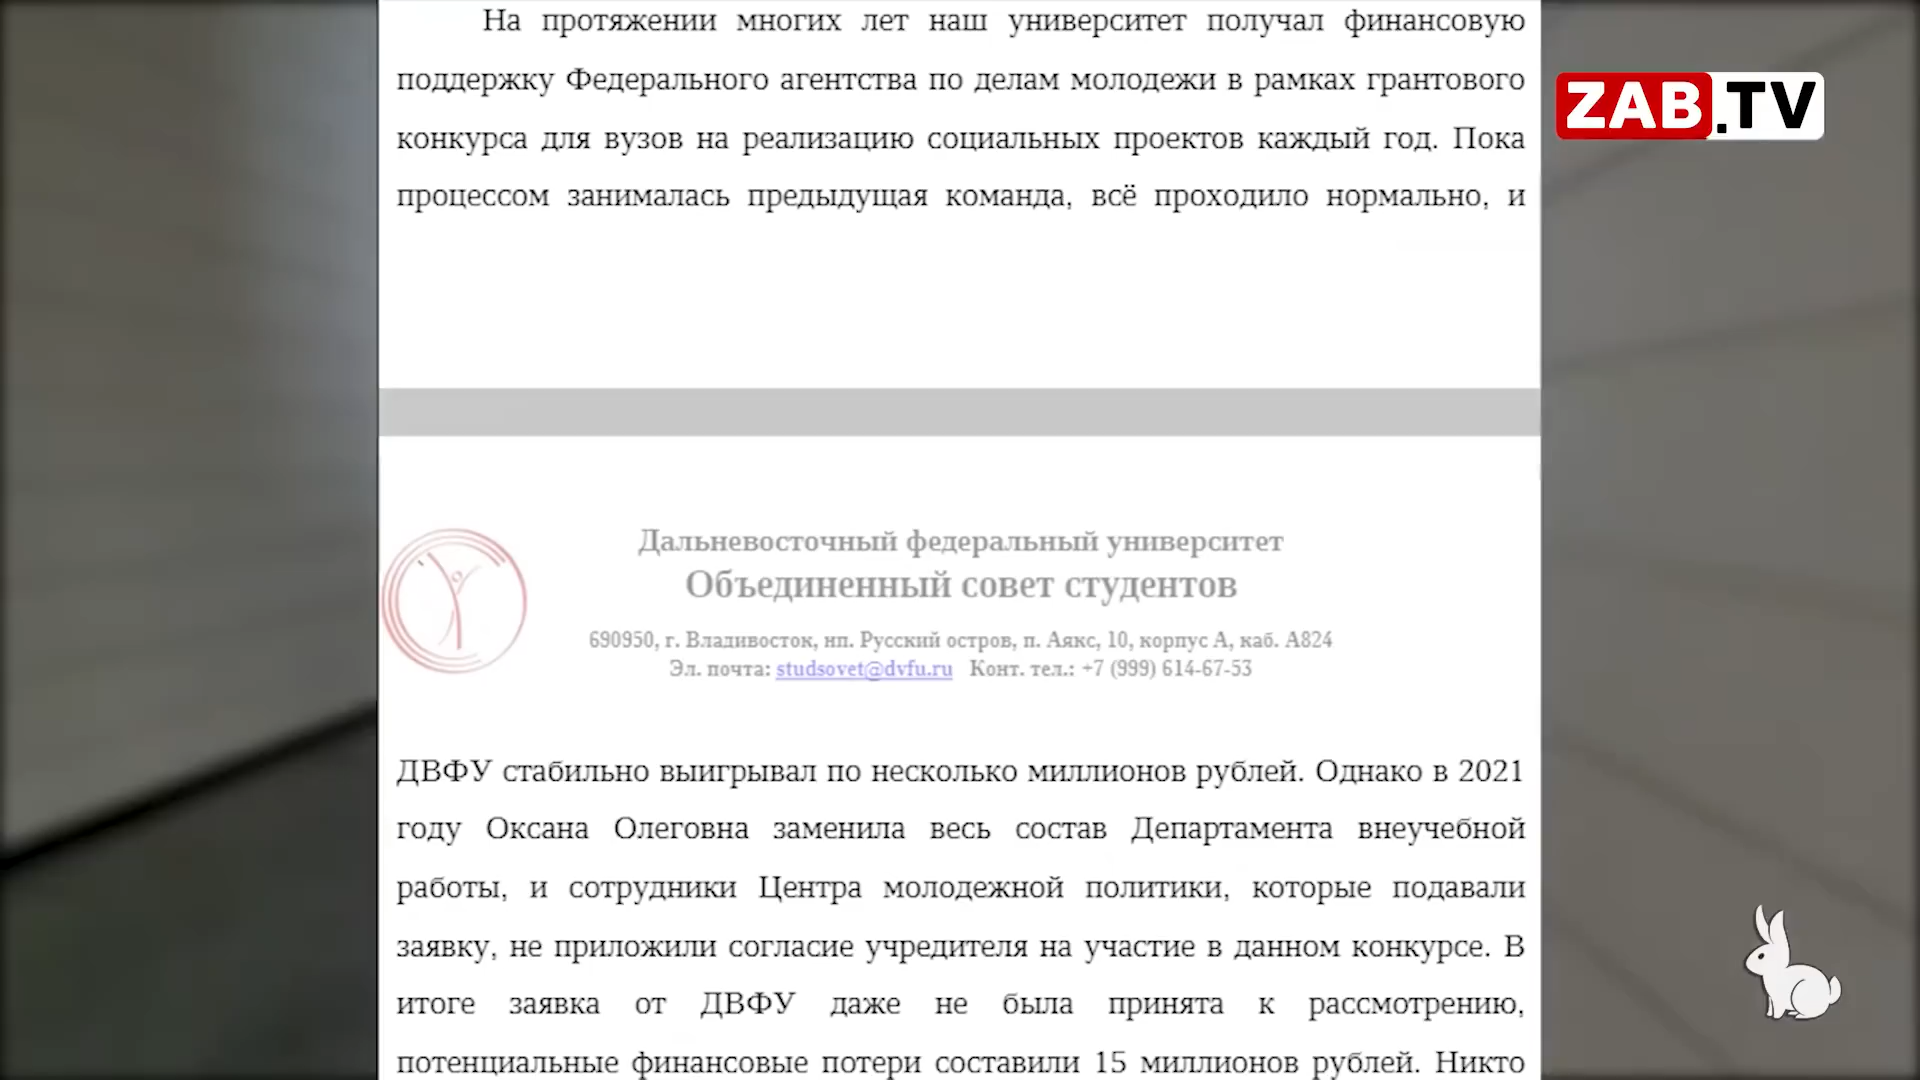 На протяжении многих лет наш университет получал финансовую
поддержку Федерального агентства по делам молодежи в рамках грантового
конкурса для вузов на реализацию социальных проектов каждый год. Пока
процессом занималась предыдущая команда, всё проходило нормально, и
ZAB.TV
Дальневосточный федеральный университет
Объединенный совет студентов
690950, г. Владивосток, нп. Русский остров, п. Аякс, 10, корпус А, каб. А824
Эл. почта: studsovet@dvfu.ru Конт. тел.: +7 (999) 614-67-53
ДВФУ стабильно выигрывал по несколько миллионов рублей. Однако в 2021
году Оксана Олеговна заменила весь состав Департамента внеучебной
работы, и сотрудники Центра молодежной политики, которые подавали
заявку, не приложили согласие учредителя на участие в данном конкурсе. В
итоге заявка от ДВФУ даже не была принята к рассмотрению,
потенциальные финансовые потери составили 15 миллионов рублей. Никто